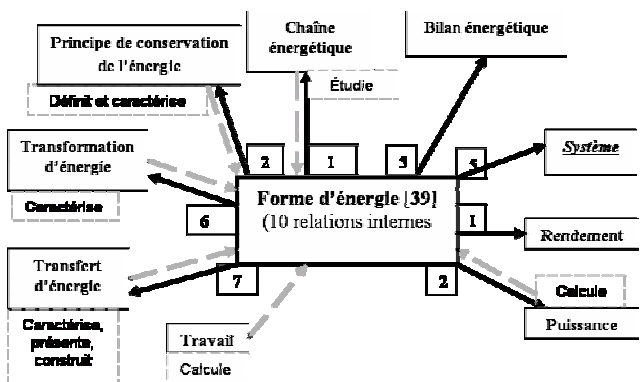 Chaîne
énergétique
Bilan énergétique
Principe de conservation
de l'énergie
Étudie
Définit et caractérise
Transformation
d'énergie
Caractérise
2
1
3
5
Système
Forme d'énergie [39]
(10 relations internes
6
1
Rendement
Transfert
d'énergie
7
2
Calcule
Caractérise,
présente,
construit
Travail
Calcule
Puissance